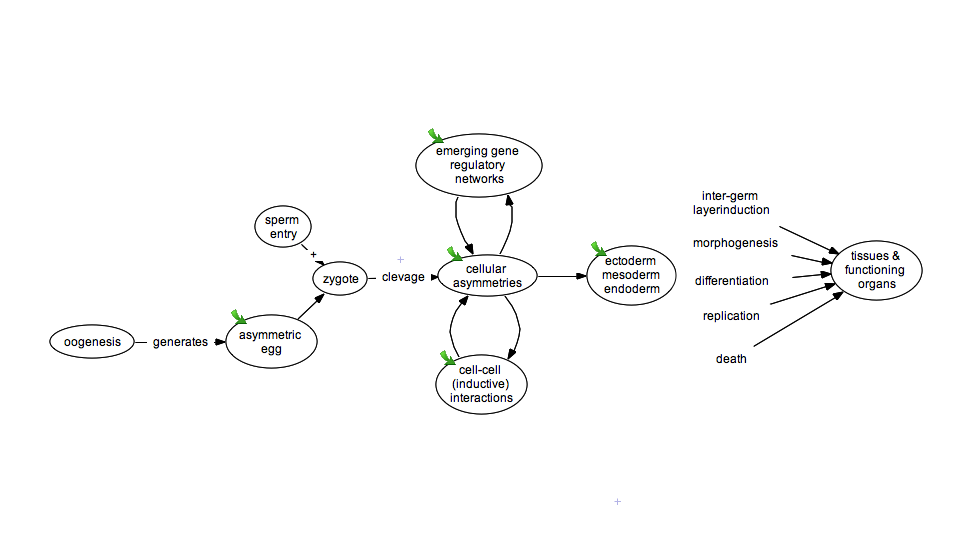 oogenesis
generates
asymmetric
egg
sperm
entry
+
zygote
clevage
emerging gene
regulatory
networks
cellular
asymmetries
cell-cell
(inductive)
interactions
ectoderm
mesoderm
endoderm
inter-germ
layerinduction
morphogenesis
differentiation
replication
death
tissues &
functioning
organs